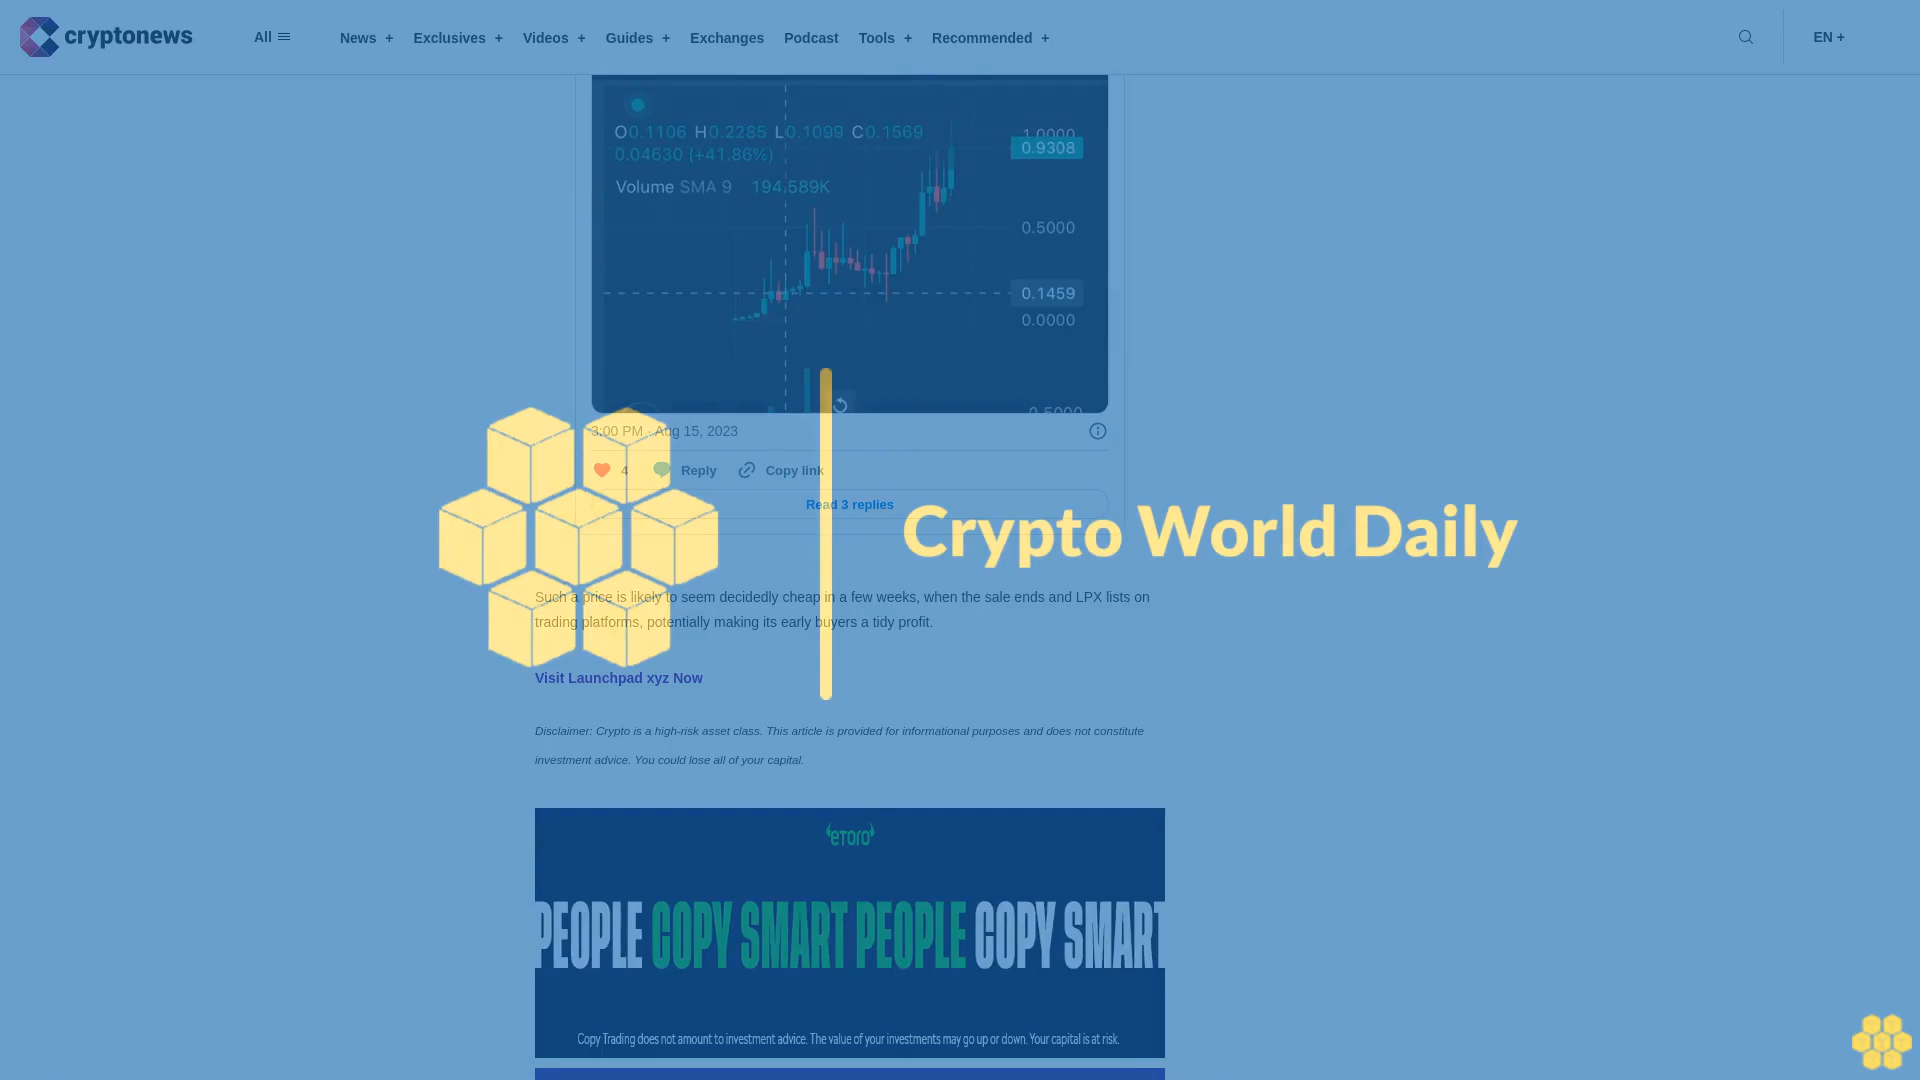 cryptonews All News + Exclusives + Videos + Guides + Exchanges Podcast Tools + Recommended + EN +
O0.1106 H0.2285 L0.1099 C0.1569
0.04630 (+41.86%)
Volume SMA 9 194.589K
1.0000
0.9308
0.5000
0.1459
0.0000
0.5000
3:00 PM · Aug 15, 2023
4 Reply Copy link
Read 3 replies
Crypto World Daily
Such a price is likely to seem decidedly cheap in a few weeks, when the sale ends and LPX lists on
trading platforms, potentially making its early buyers a tidy profit.
Visit Launchpad xyz Now
Disclaimer: Crypto is a high-risk asset class. This article is provided for informational purposes and does not constitute
investment advice. You could lose all of your capital.
eToro
PEOPLE COPY SMART PEOPLE COPY SMART
Copy Trading does not amount to investment advice. The value of your investments may go up or down. Your capital is at risk.